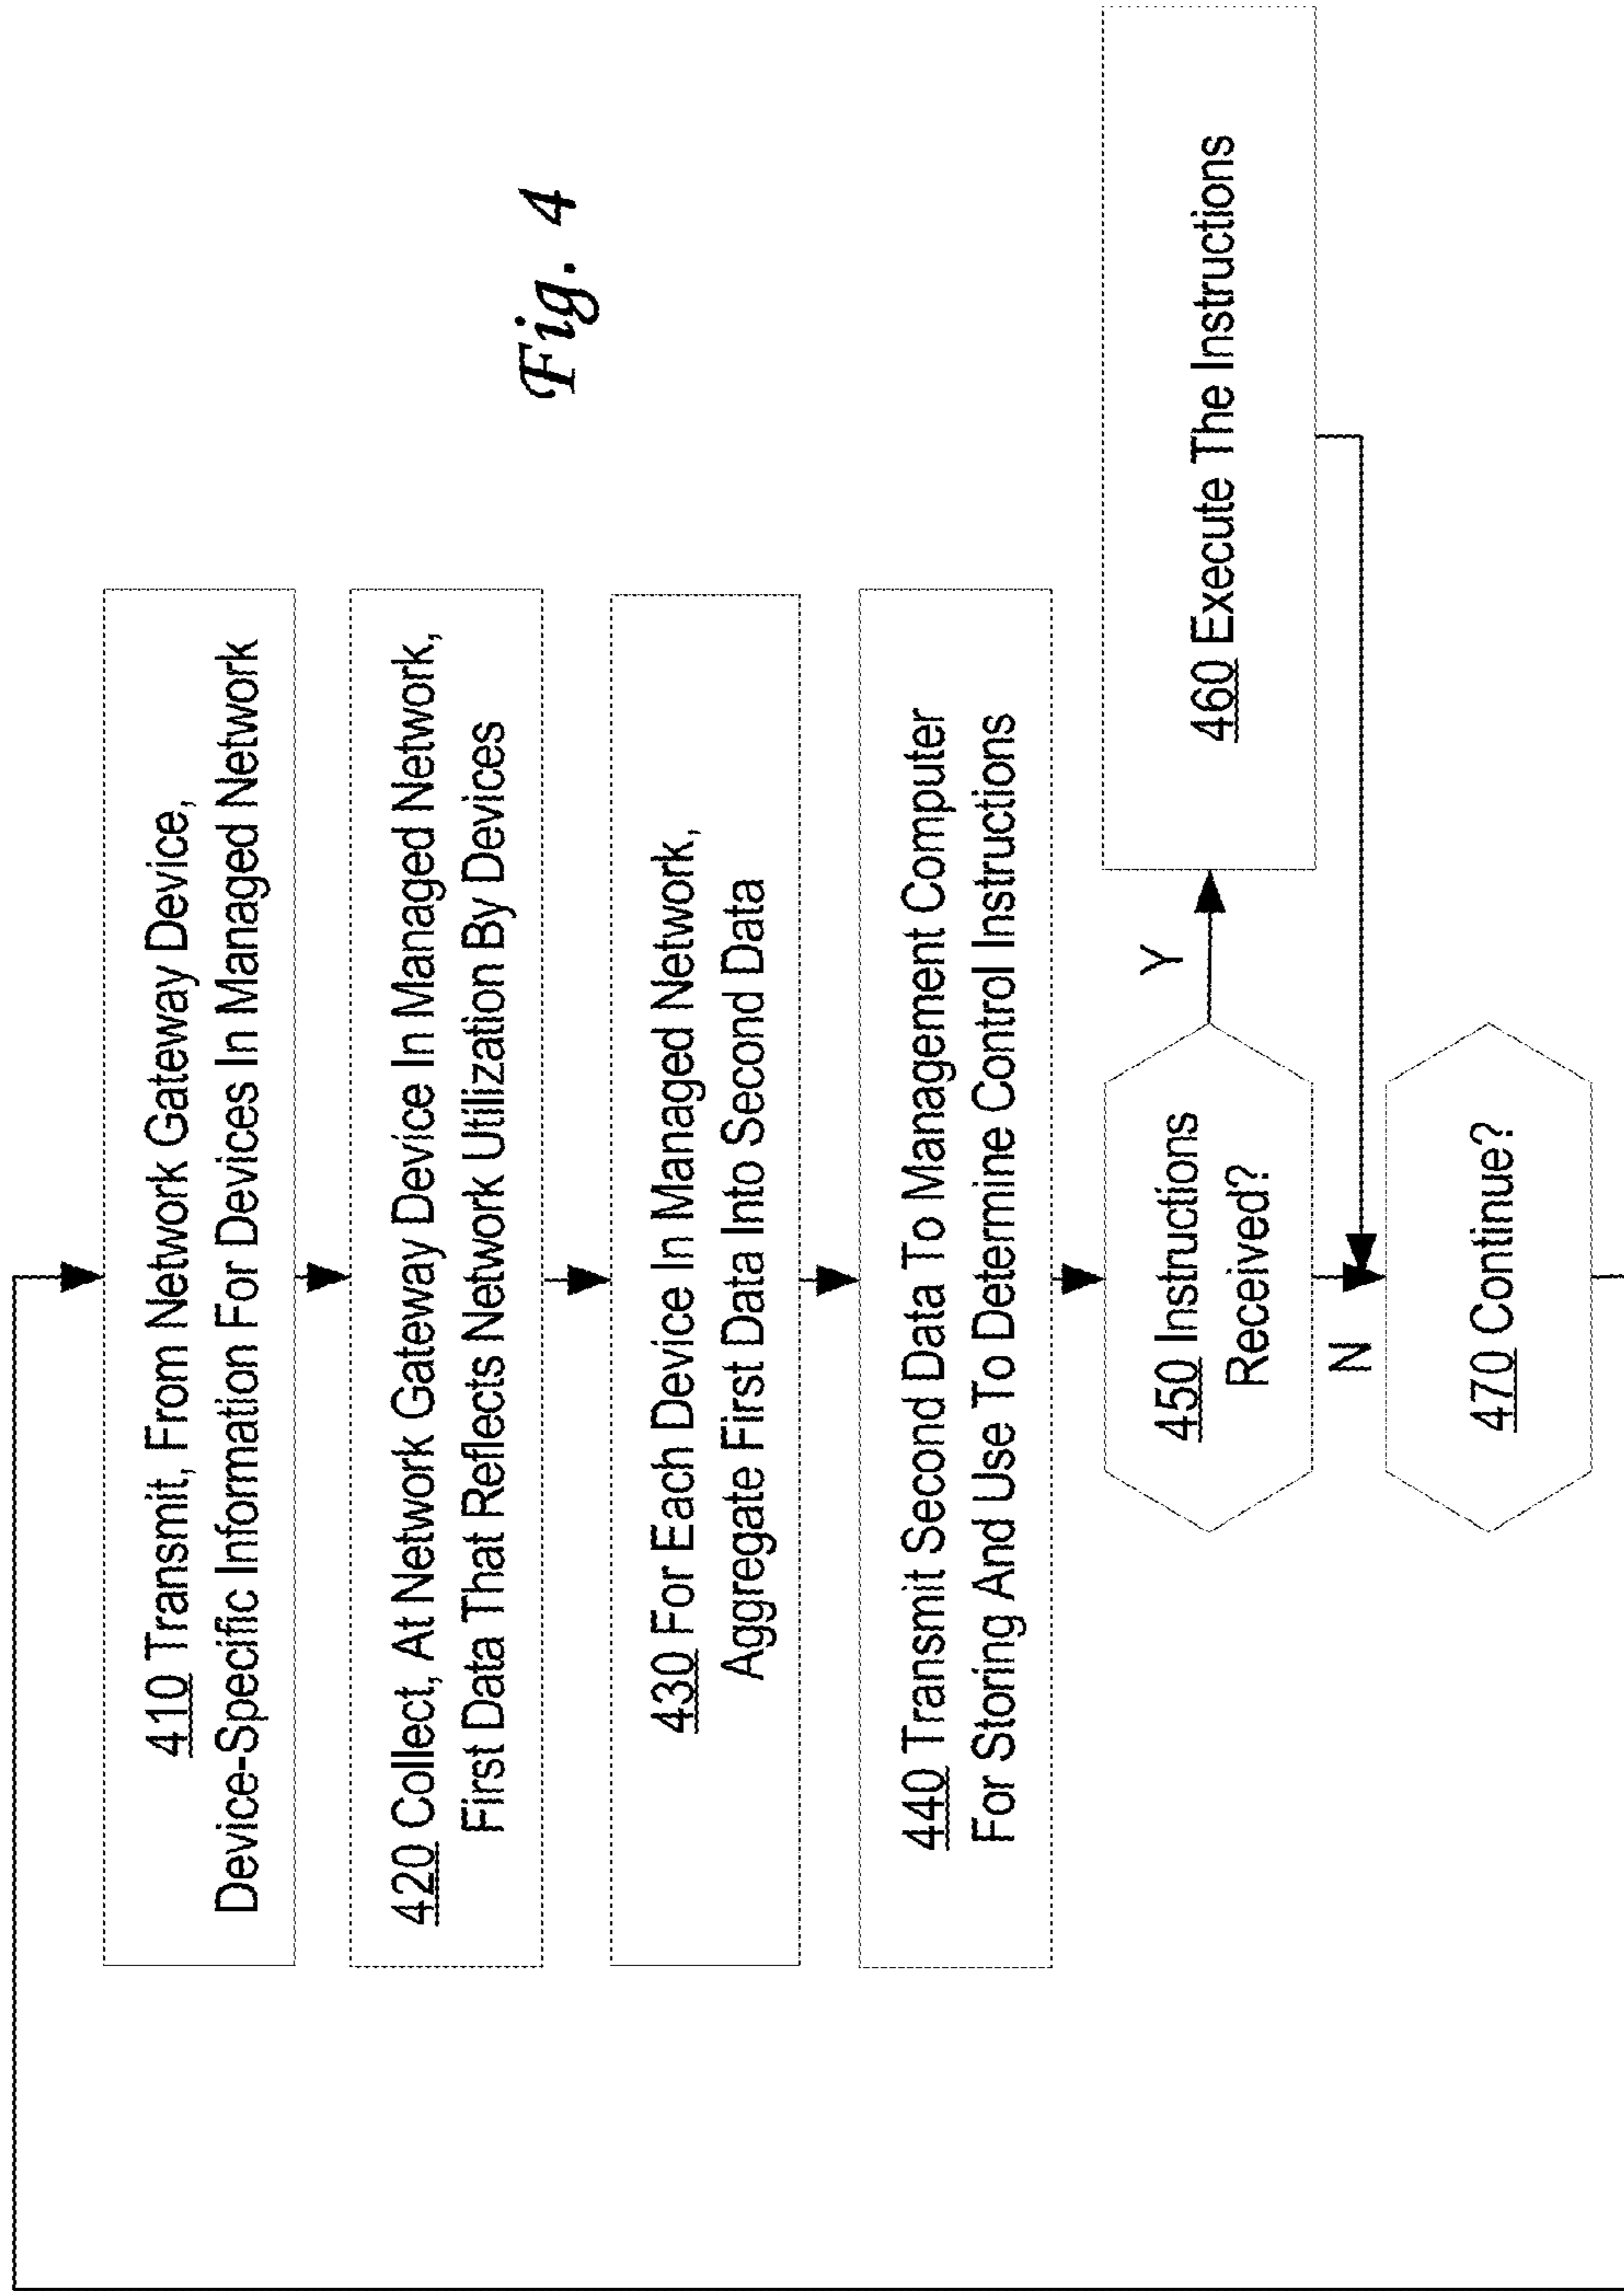 410 Transmit, From Network Gateway Device,
Device-Specific Information For Devices In Managed Network
420 Collect, At Network Gateway Device In Managed Network,
First Data That Reflects Network Utilization By Devices
430 For Each Device In Managed Network,
Aggregate First Data Into Second Data
440 Transmit Second Data To Management Computer
For Storing And Use To Determine Control Instructions
450 Instructions
Received?
Y
460 Execute The Instructions
N
470 Continue?
Fig. 4